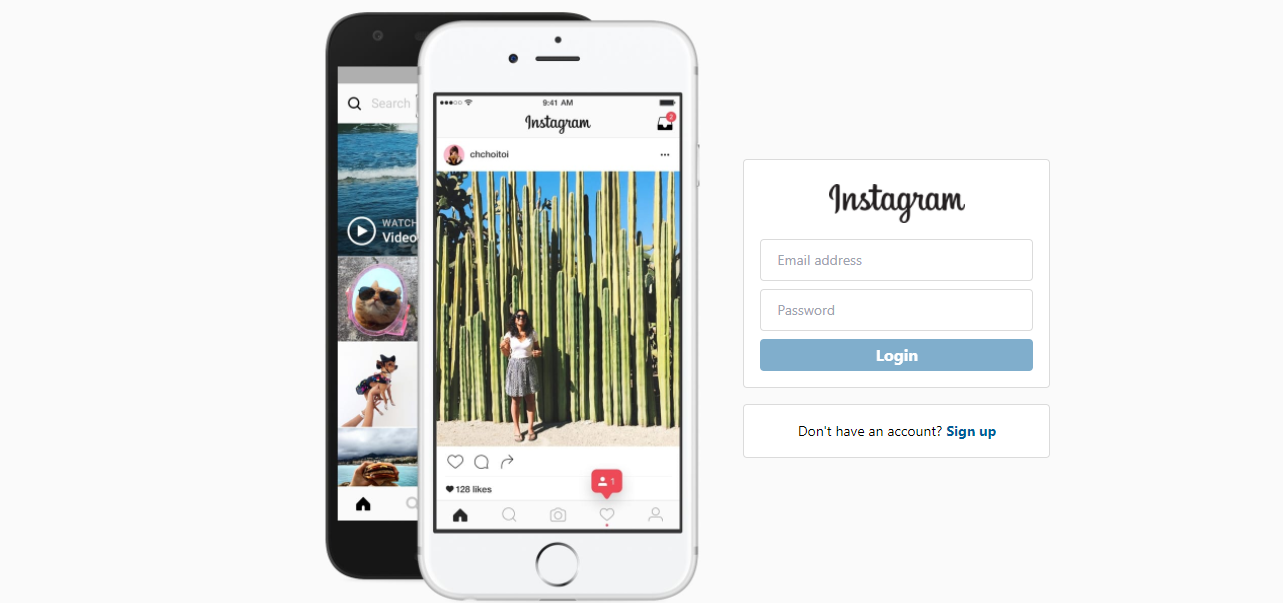 Search
WATCH
Video
9:41 AM
Instagram
2
chchoitoi
128 likes
1
Instagram
Email address
Password
Login
Don't have an account? Sign up